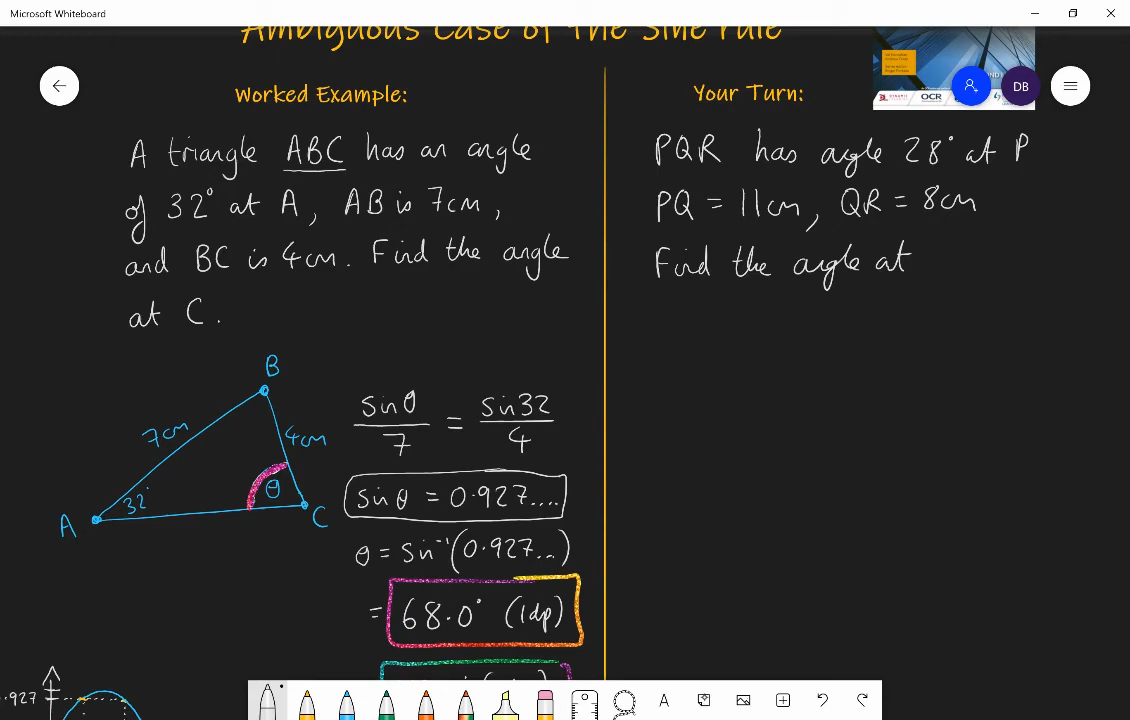 Microsoft Whiteboard
Ambiguous Case of The Sine Rule
Worked Example:
A triangle ABC has an angle
of 32° at A, AB is 7cm,
and BC is 4cm. Find the angle
at C.
B
7cm
4cm
32°
θ
A
C
sinθ/7 = sin32/4
sinθ = 0.927....
θ = sin⁻¹(0.927...)
= 68.0° (1dp)
0.927
Your Turn:
OCR
DB
PQR has agle 28° at P
PQ = 11cm, QR = 8cm
Find the angle at
A